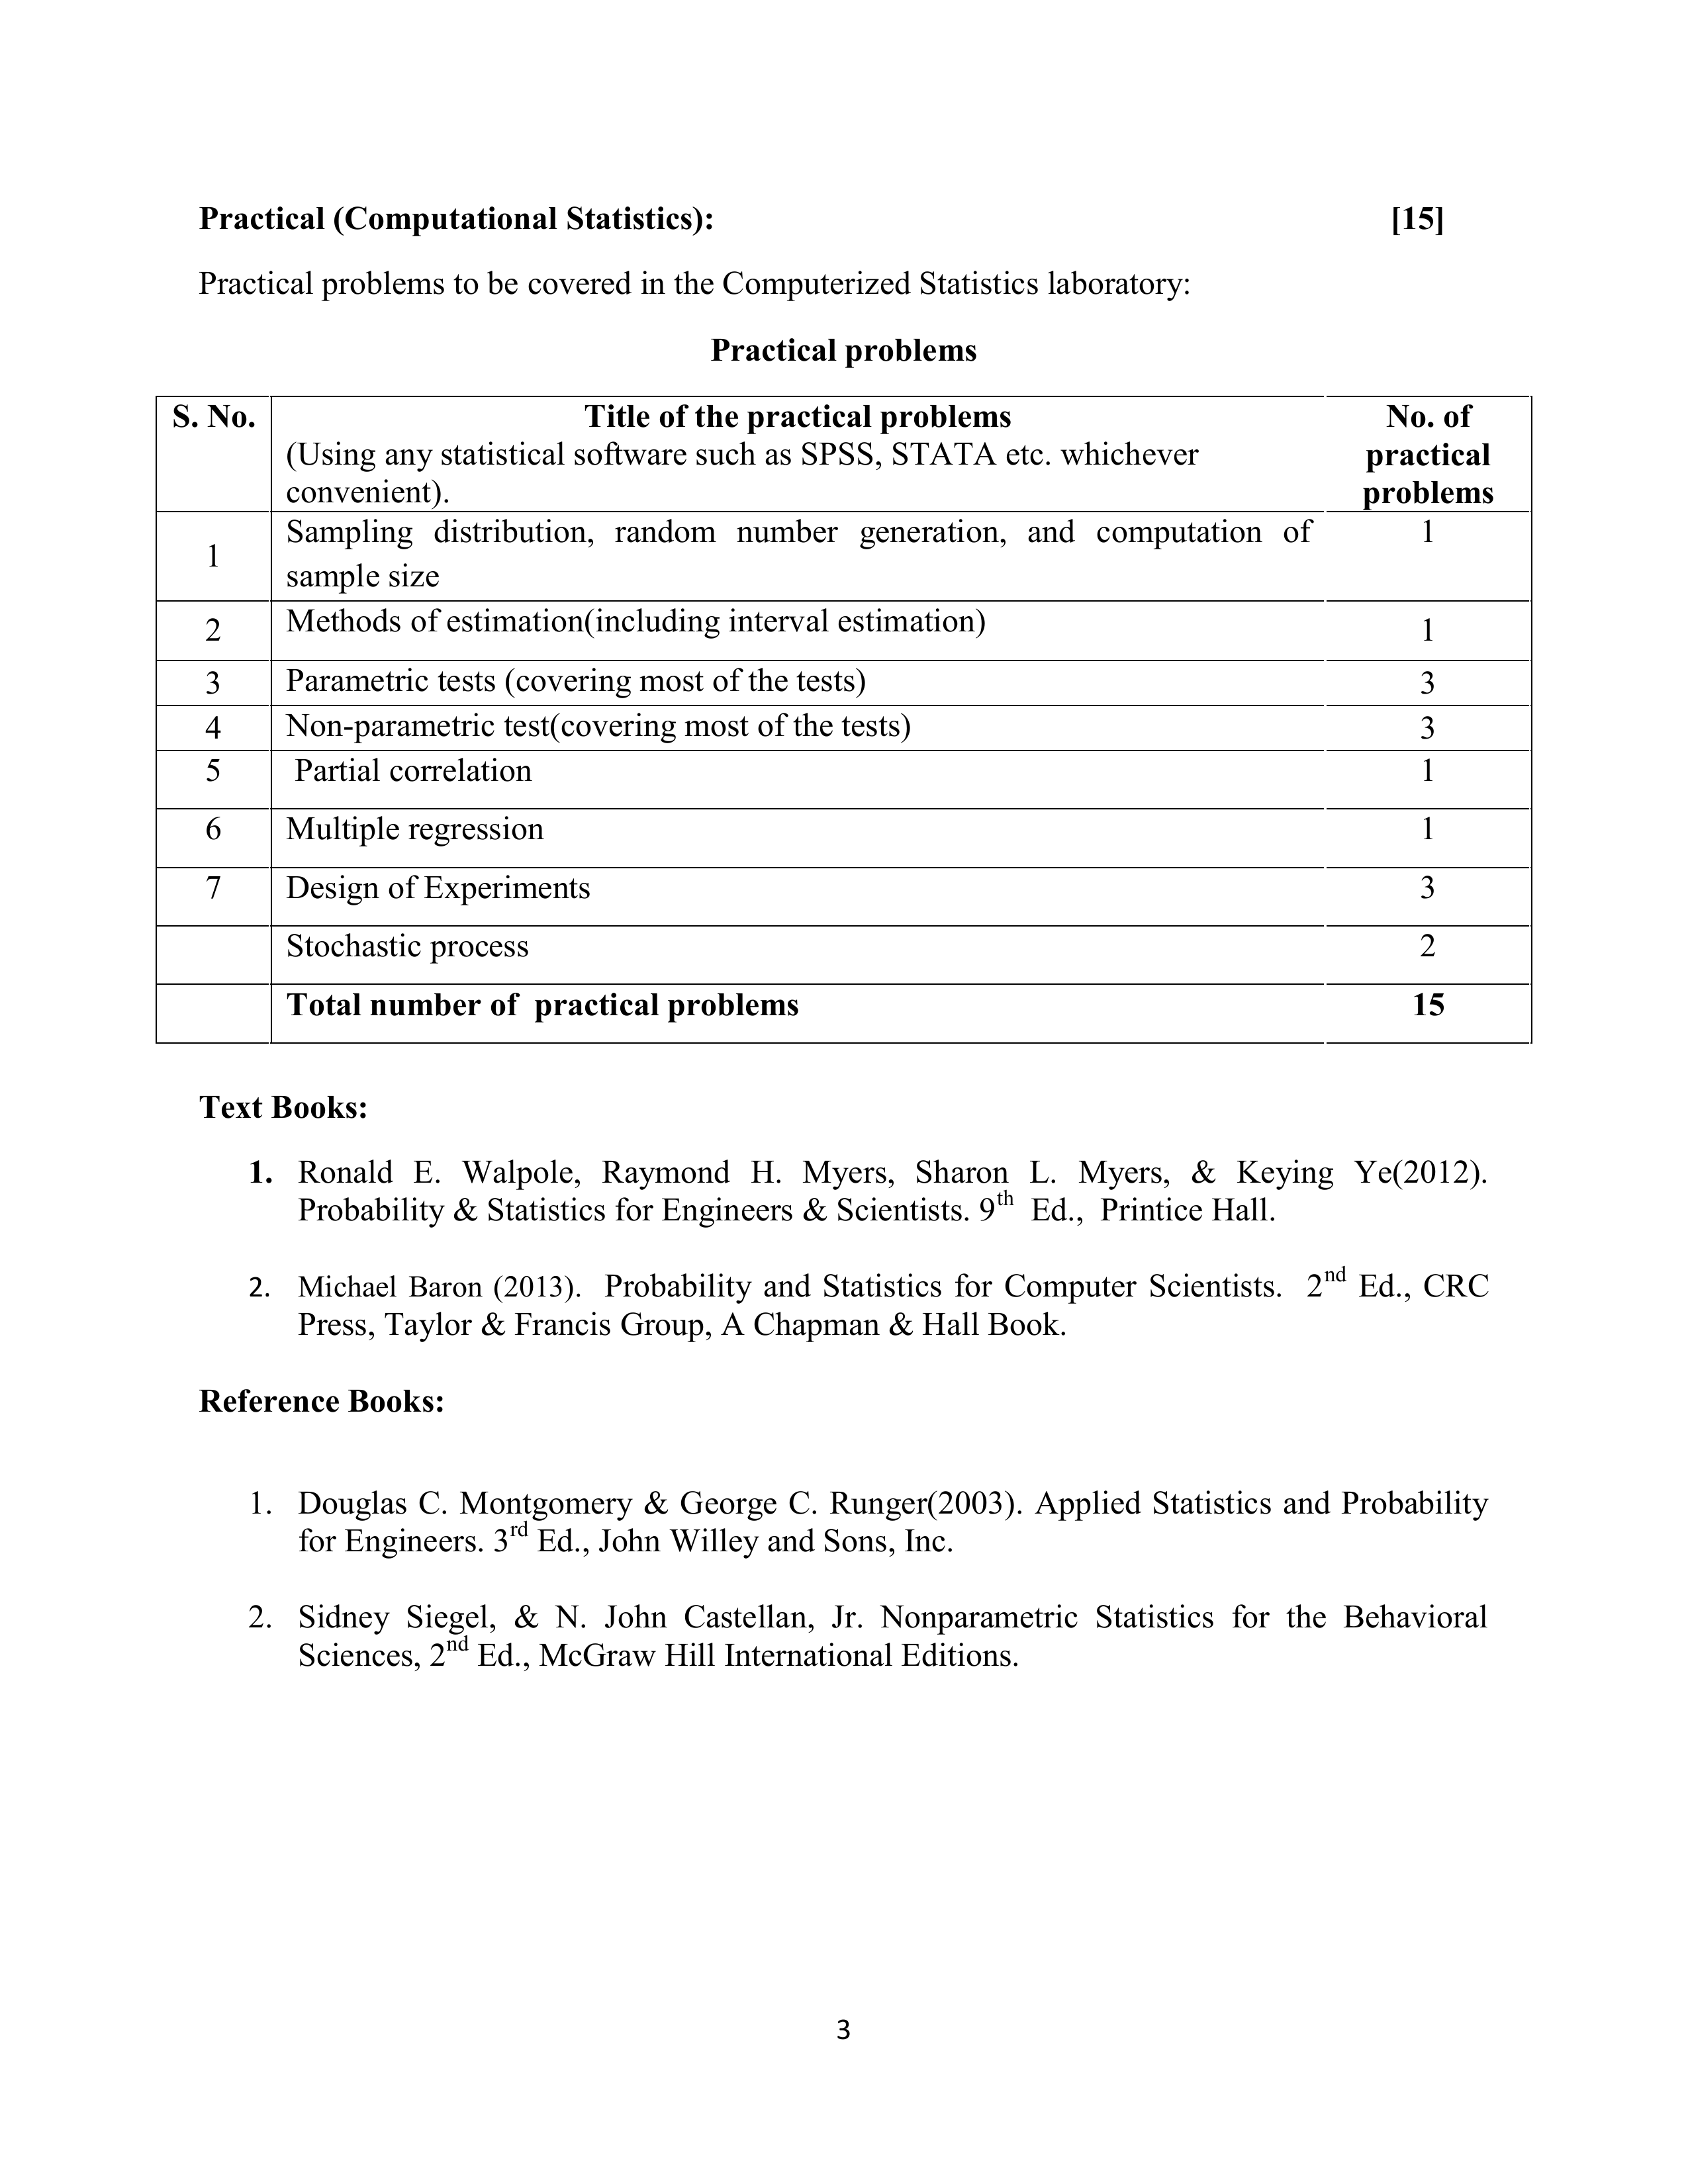 Practical (Computational Statistics): [15]
Practical problems to be covered in the Computerized Statistics laboratory:
Practical problems
S. No. Title of the practical problems No. of
(Using any statistical software such as SPSS, STATA etc. whichever practical
convenient). problems
1 Sampling distribution, random number generation, and computation of 1
sample size
2 Methods of estimation(including interval estimation) 1
3 Parametric tests (covering most of the tests) 3
4 Non-parametric test(covering most of the tests) 3
5 Partial correlation 1
6 Multiple regression 1
7 Design of Experiments 3
Stochastic process 2
Total number of practical problems 15
Text Books:
1. Ronald E. Walpole, Raymond H. Myers, Sharon L. Myers, & Keying Ye(2012).
Probability & Statistics for Engineers & Scientists. 9th Ed., Printice Hall.
2. Michael Baron (2013). Probability and Statistics for Computer Scientists. 2nd Ed., CRC
Press, Taylor & Francis Group, A Chapman & Hall Book.
Reference Books:
1. Douglas C. Montgomery & George C. Runger(2003). Applied Statistics and Probability
for Engineers. 3rd Ed., John Willey and Sons, Inc.
2. Sidney Siegel, & N. John Castellan, Jr. Nonparametric Statistics for the Behavioral
Sciences, 2nd Ed., McGraw Hill International Editions.
3